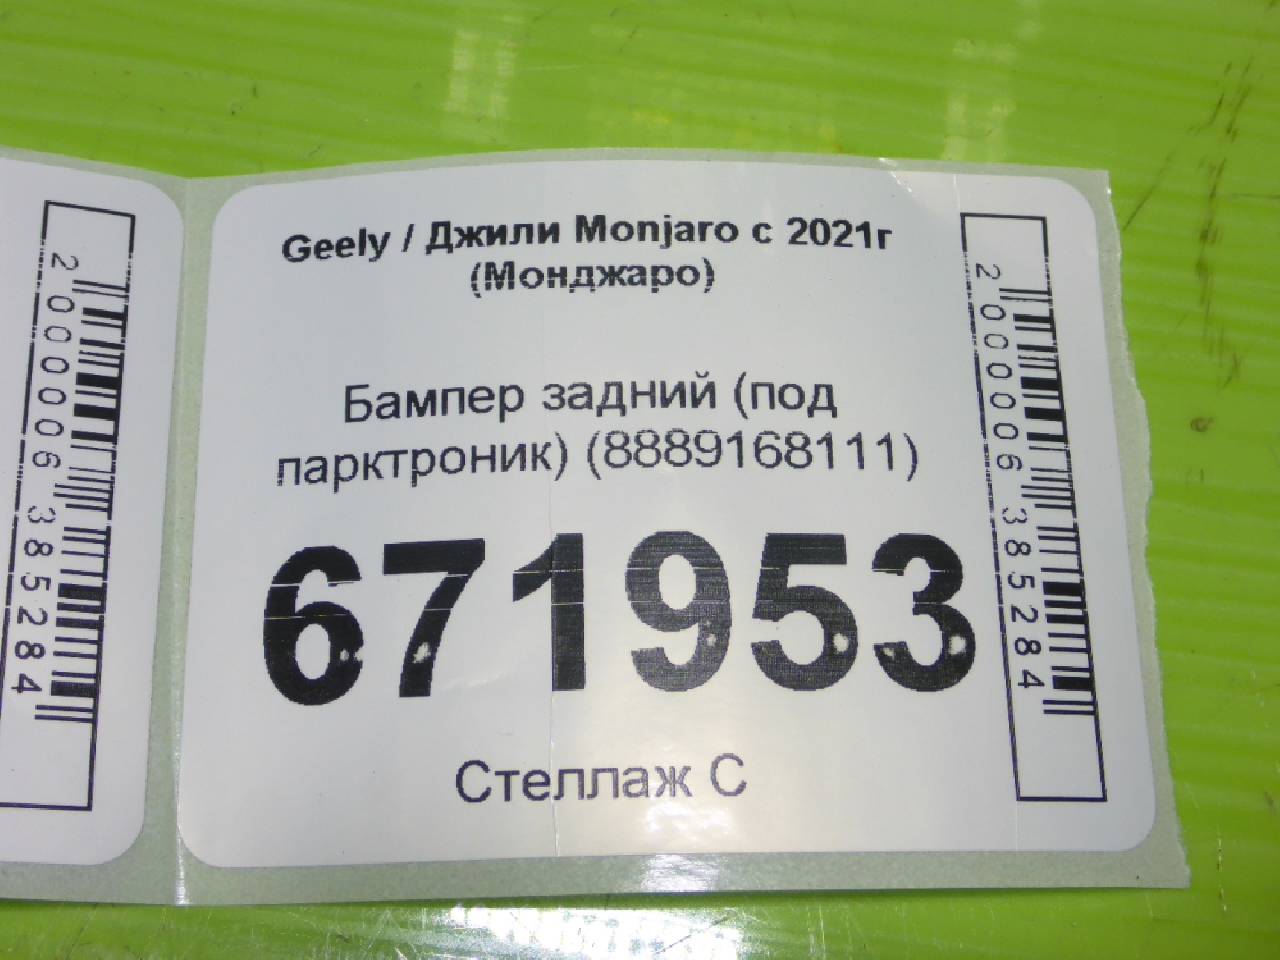 2000006385284
Geely / Джили Monjaro с 2021г
(Монджаро)
Бампер задний (под
парктроник) (8889168111)
671953
Стеллаж С
2000006385284